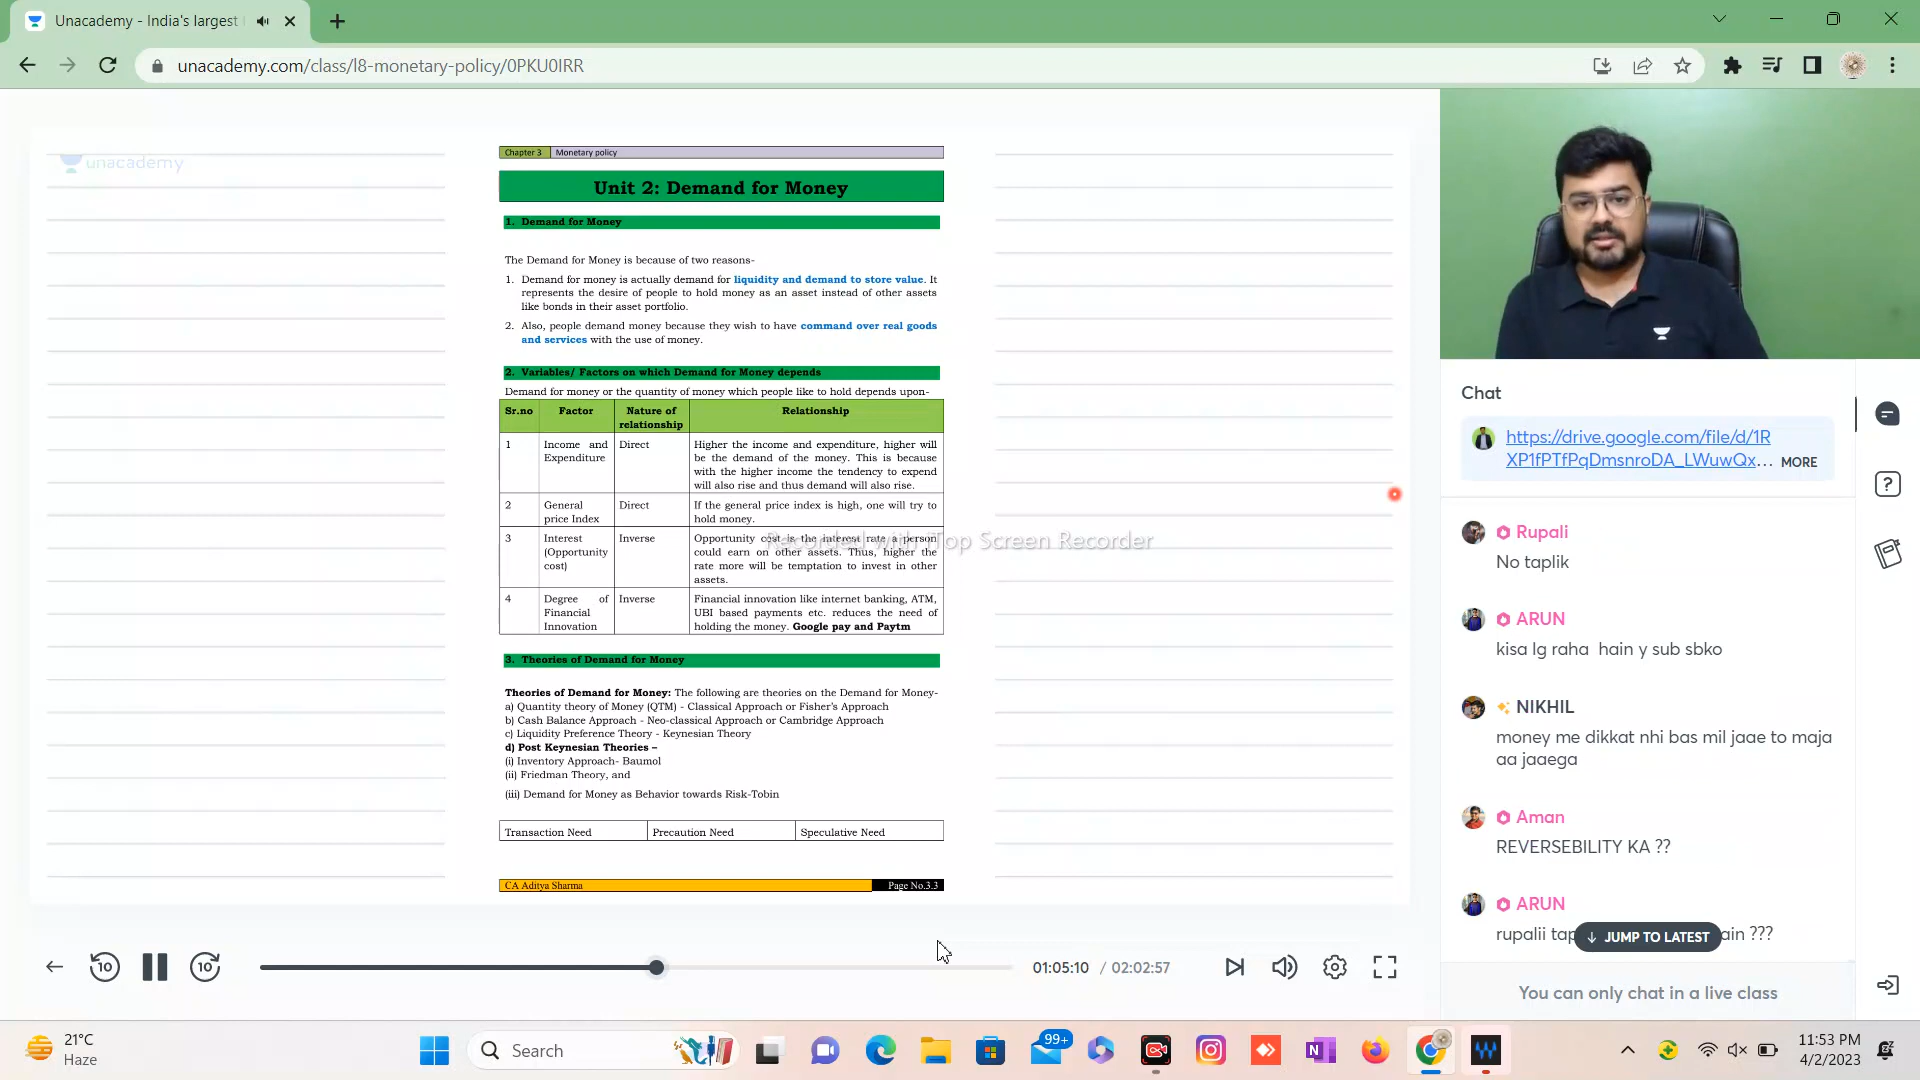 Unacademy - India's largest
unacademy.com/class/l8-monetary-policy/0PKU0IRR
unacademy
Chapter 3 Monetary policy
Unit 2: Demand for Money
1. Demand for Money
The Demand for Money is because of two reasons-
1. Demand for money is actually demand for liquidity and demand to store value. It
represents the desire of people to hold money as an asset instead of other assets
like bonds in their asset portfolio.
2. Also, people demand money because they wish to have command over real goods
and services with the use of money.
2. Variables/ Factors on which Demand for Money depends
Demand for money or the quantity of money which people like to hold depends upon-
Sr.no Factor Nature of relationship Relationship
1 Income and Expenditure Direct Higher the income and expenditure, higher will
be the demand of the money. This is because
with the higher income the tendency to expend
will also rise and thus demand will also rise.
2 General price Index Direct If the general price index is high, one will try to
hold money.
3 Interest (Opportunity cost) Inverse Opportunity cost is the interest rate a person
could earn on other assets. Thus, higher the
rate more will be temptation to invest in other
assets.
4 Degree of Financial Innovation Inverse Financial innovation like internet banking, ATM,
UBI based payments etc. reduces the need of
holding the money. Google pay and Paytm
Recorded with iTop Screen Recorder
3. Theories of Demand for Money
Theories of Demand for Money: The following are theories on the Demand for Money-
a) Quantity theory of Money (QTM) - Classical Approach or Fisher's Approach
b) Cash Balance Approach - Neo-classical Approach or Cambridge Approach
c) Liquidity Preference Theory - Keynesian Theory
d) Post Keynesian Theories –
(i) Inventory Approach- Baumol
(ii) Friedman Theory, and
(iii) Demand for Money as Behavior towards Risk-Tobin
Transaction Need Precaution Need Speculative Need
CA Aditya Sharma Page No.3.3
Chat
https://drive.google.com/file/d/1R
XP1fPTfPqDmsnroDA_LWuwQx... MORE
Rupali
No taplik
ARUN
kisa lg raha hain y sub sbko
NIKHIL
money me dikkat nhi bas mil jaae to maja
aa jaaega
Aman
REVERSEBILITY KA ??
ARUN
rupalii tap ain ???
JUMP TO LATEST
You can only chat in a live class
10 10 01:05:10 / 02:02:57
21°C
Haze
Search
99+
11:53 PM
4/2/2023